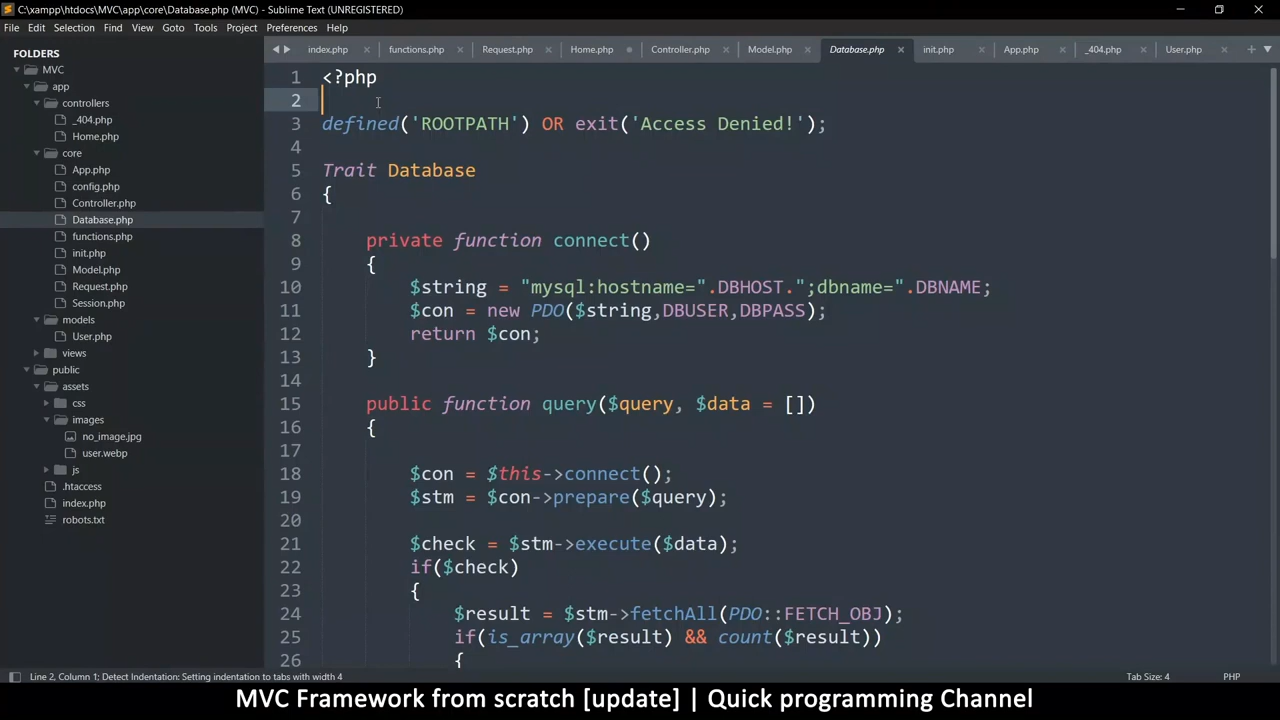 C:\xampp\htdocs\MVC\app\core\Database.php (MVC) - Sublime Text (UNREGISTERED)
File Edit Selection Find View Goto Tools Project Preferences Help
FOLDERS
MVC
app
controllers
_404.php
Home.php
core
App.php
config.php
Controller.php
Database.php
functions.php
init.php
Model.php
Request.php
Session.php
models
User.php
views
public
assets
css
images
no_image.jpg
user.webp
js
.htaccess
index.php
robots.txt
index.php functions.php Request.php Home.php Controller.php Model.php Database.php init.php App.php _404.php User.php
1 <?php
2
3 defined('ROOTPATH') OR exit('Access Denied!');
4
5 Trait Database
6 {
7
8 private function connect()
9 {
10 $string = "mysql:hostname=".DBHOST.";dbname=".DBNAME;
11 $con = new PDO($string,DBUSER,DBPASS);
12 return $con;
13 }
14
15 public function query($query, $data = [])
16 {
17
18 $con = $this->connect();
19 $stm = $con->prepare($query);
20
21 $check = $stm->execute($data);
22 if($check)
23 {
24 $result = $stm->fetchAll(PDO::FETCH_OBJ);
25 if(is_array($result) && count($result))
26 {
Line 2, Column 1; Detect Indentation: Setting indentation to tabs with width 4 Tab Size: 4 PHP
MVC Framework from scratch [update] | Quick programming Channel